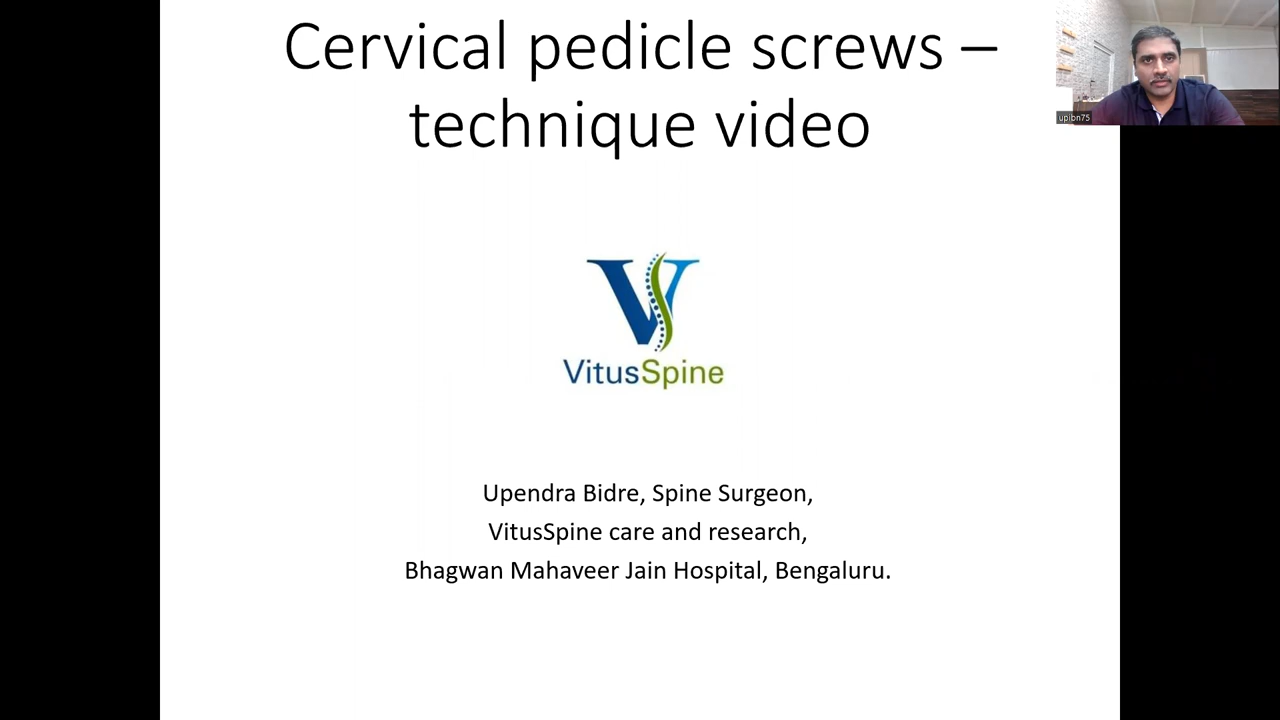 Cervical pedicle screws –
technique video
upibn75
VitusSpine
Upendra Bidre, Spine Surgeon,
VitusSpine care and research,
Bhagwan Mahaveer Jain Hospital, Bengaluru.